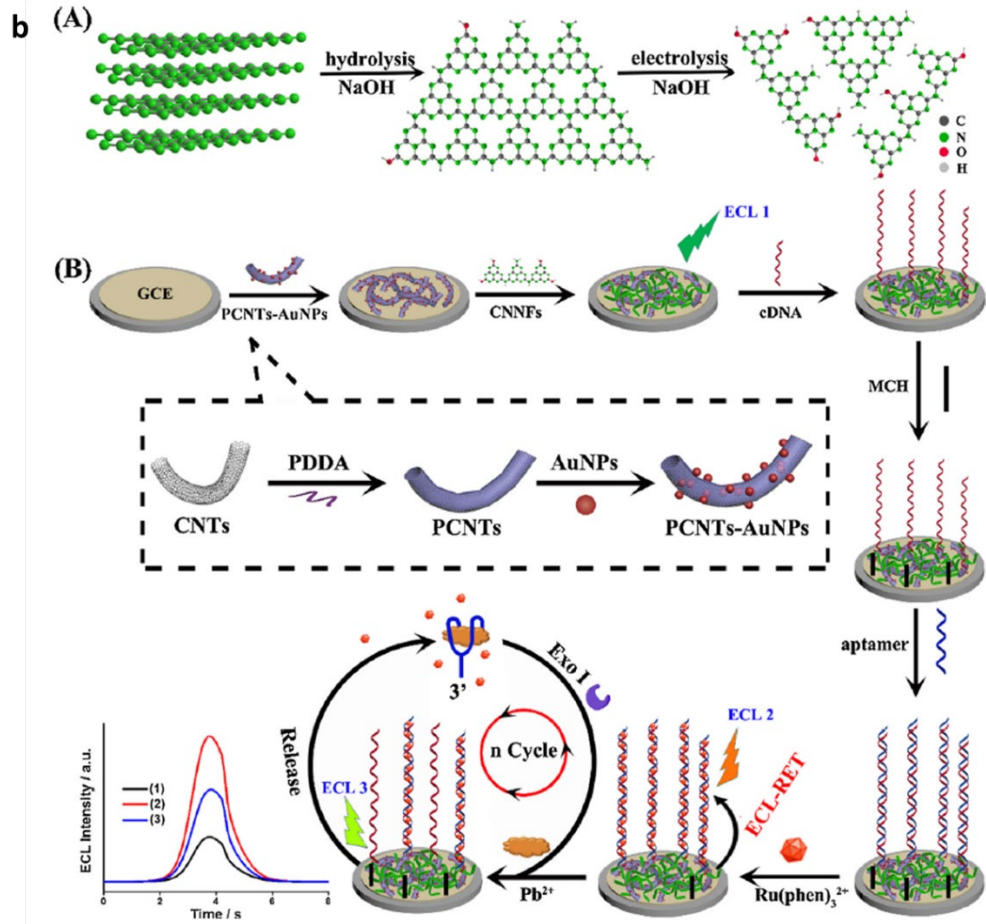 b
(A)
hydrolysis
NaOH
electrolysis
NaOH
C
N
O
H
(B)
GCE
PCNTs-AuNPs
CNNFs
ECL 1
cDNA
MCH
CNTs
PDDA
PCNTs
AuNPs
PCNTs-AuNPs
aptamer
Ru(phen)₃²⁺
ECL-RET
ECL 2
Pb²⁺
ECL 3
Release
3'
Exo I
n Cycle
ECL Intensity / a.u.
(1)
(2)
(3)
0 2 4 6 8
Time / s